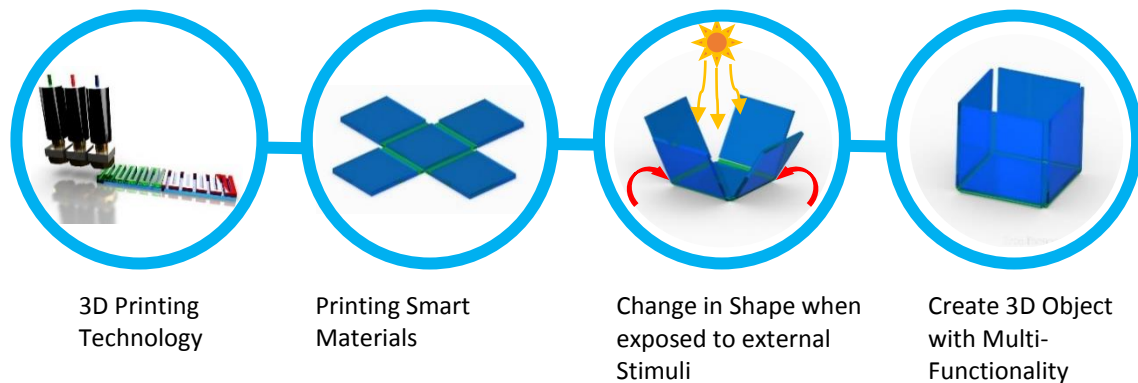 3D Printing
Technology
Printing Smart
Materials
Change in Shape when
exposed to external
Stimuli
Create 3D Object
with Multi-
Functionality